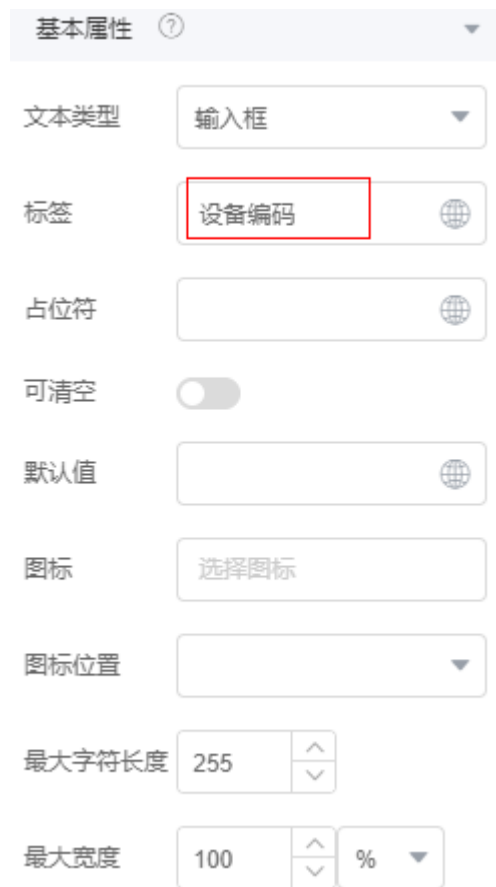 基本属性 ?
文本类型 输入框
标签 设备编码
占位符
可清空
默认值
图标 选择图标
图标位置
最大字符长度 255
最大宽度 100 %